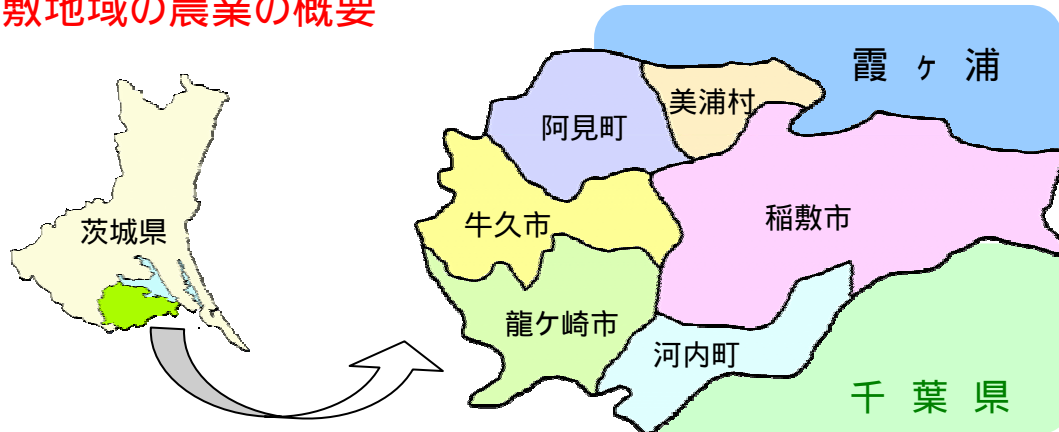 敷地域の農業の概要
霞ヶ浦
美浦村
阿見町
稲敷市
牛久市
茨城県
龍ケ崎市
河内町
千葉県